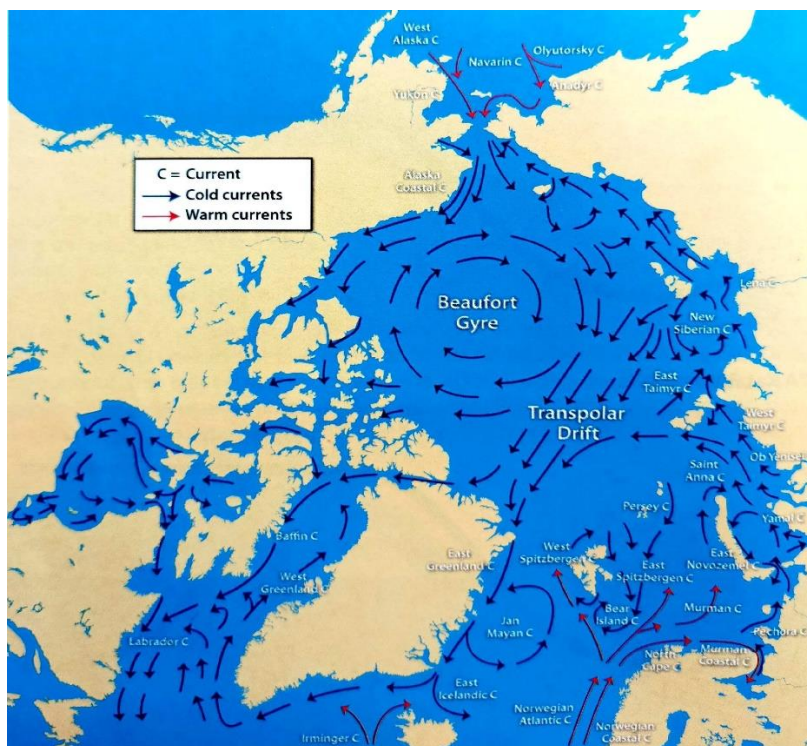 West
Alaska C
Olyutorsky C
Navarin C
Yukon C
Anadyr C
C = Current
Cold currents
Warm currents
Alaska
Coastal C
Lena C
Beaufort
Gyre
New
Siberian C
East
Taimyr C
Transpolar
Drift
West
Taimyr C
Ob Yenisei
Saint
Anna C
Persey C
Yamal C
Baffin C
East
Greenland C
West
Spitzbergen C
East
Spitzbergen C
East
Novozemel C
West
Greenland C
Bear
Island C
Murman C
Jan
Mayan C
Pechora C
Labrador C
North
Cape C
Murman
Coastal C
East
Icelandic C
Norwegian
Atlantic C
Norwegian
Coastal C
Irminger C